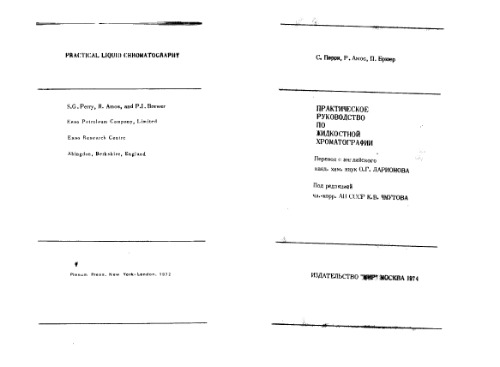 PRACTICAL LIQUID CHROMATOGRAPHY
S.G. Perry, R. Amos, and P.I. Brewer
Esso Petroleum Company, Limited
Esso Research Centre
Abingdon, Berkshire, England
Plenum Press, New York-London, 1972
С. Перри, Р. Амос, П. Брюер
ПРАКТИЧЕСКОЕ
РУКОВОДСТВО
ПО
ЖИДКОСТНОЙ
ХРОМАТОГРАФИИ
Перевод с английского
канд. хим. наук О.Г. ЛАРИОНОВА
Под редакцией
чл.-корр. АН СССР К.В. ЧМУТОВА
ИЗДАТЕЛЬСТВО "МИР" МОСКВА 1974